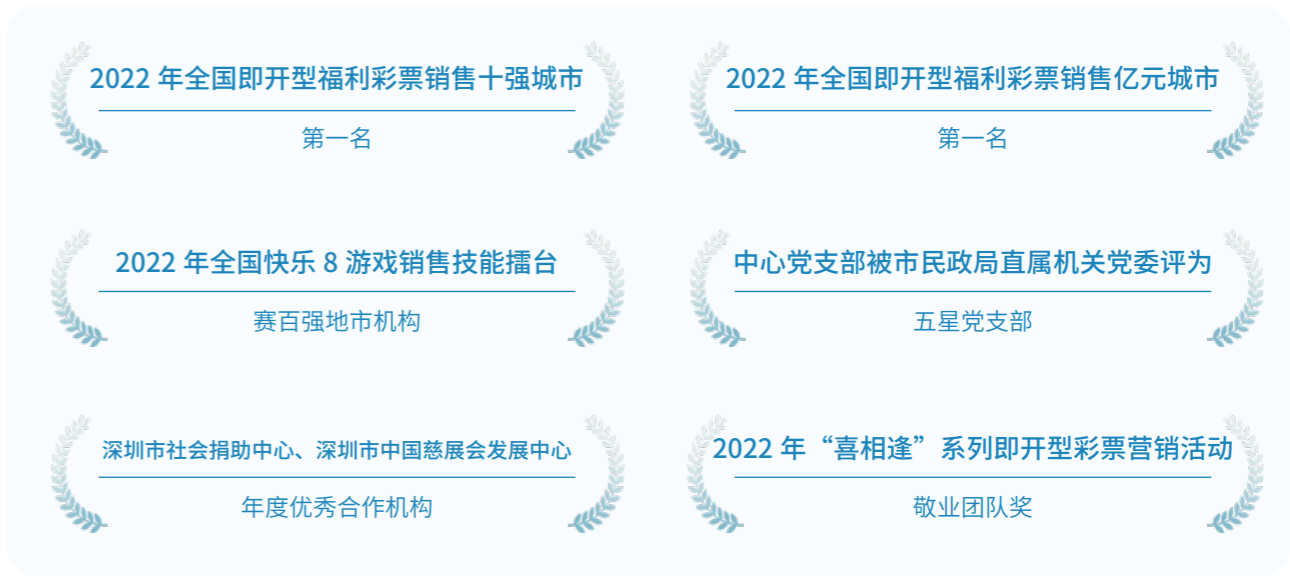 2022 年全国即开型福利彩票销售十强城市
第一名
2022 年全国即开型福利彩票销售亿元城市
第一名
2022 年全国快乐 8 游戏销售技能擂台
赛百强地市机构
中心党支部被市民政局直属机关党委评为
五星党支部
深圳市社会捐助中心、深圳市中国慈展会发展中心
年度优秀合作机构
2022 年“喜相逢”系列即开型彩票营销活动
敬业团队奖